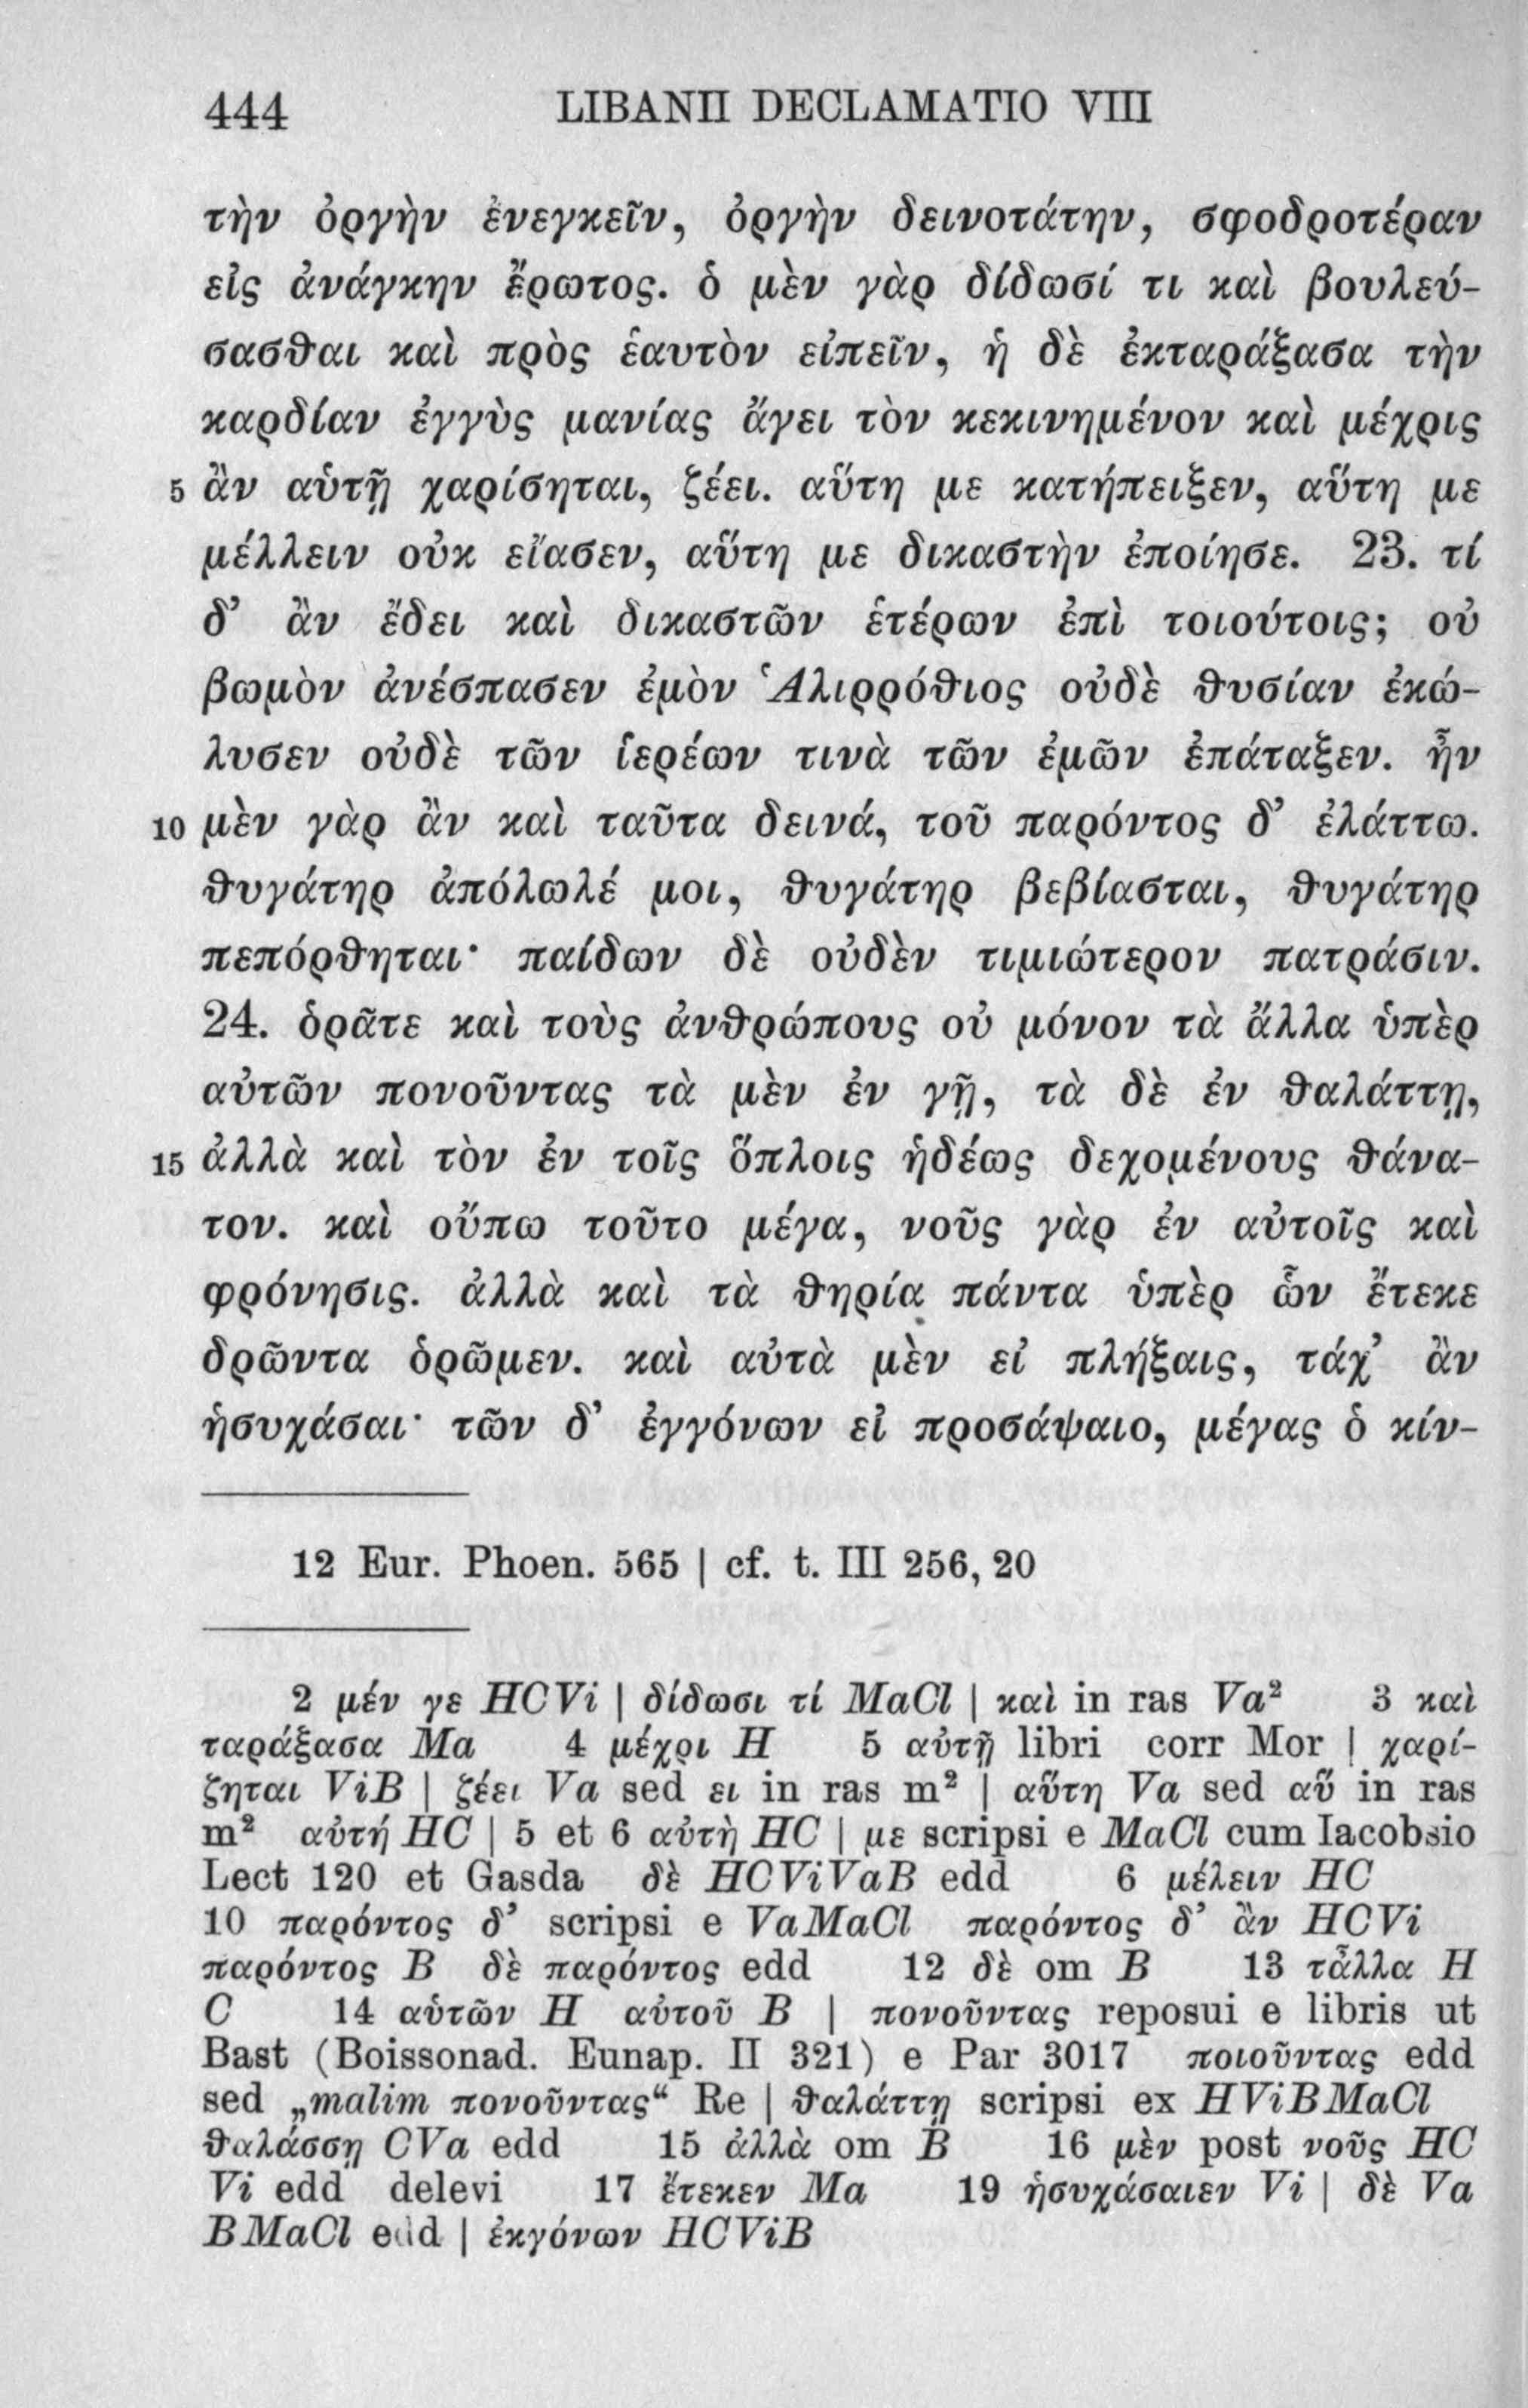 444 LIBANII DECLAMATIO VIII
τὴν ὀργὴν ἐνεγκεῖν, ὀργὴν δεινοτάτην, σφοδροτέραν
εἰς ἀνάγκην ἔρωτος. ὁ μὲν γὰρ δίδωσί τι καὶ βουλεύ-
σασθαι καὶ πρὸς ἑαυτὸν εἰπεῖν, ἡ δὲ ἐκταράξασα τὴν
καρδίαν ἐγγὺς μανίας ἄγει τὸν κεκινημένον καὶ μέχρις
5 ἂν αὑτῇ χαρίσηται, ζέει. αὕτη με κατήπειξεν, αὕτη με
μέλλειν οὐκ εἴασεν, αὕτη με δικαστὴν ἐποίησε. 23. τί
δ’ ἂν ἔδει καὶ δικαστῶν ἑτέρων ἐπὶ τοιούτοις; οὐ
βωμὸν ἀνέσπασεν ἐμὸν Ἁλιρρόθιος οὐδὲ θυσίαν ἐκώ-
λυσεν οὐδὲ τῶν ἱερέων τινὰ τῶν ἐμῶν ἐπάταξεν. ἦν
10 μὲν γὰρ ἂν καὶ ταῦτα δεινά, τοῦ παρόντος δ’ ἐλάττω.
θυγάτηρ ἀπόλωλέ μοι, θυγάτηρ βεβίασται, θυγάτηρ
πεπόρθηται· παίδων δὲ οὐδὲν τιμιώτερον πατράσιν.
24. ὁρᾶτε καὶ τοὺς ἀνθρώπους οὐ μόνον τὰ ἄλλα ὑπὲρ
αὐτῶν πονοῦντας τὰ μὲν ἐν γῇ, τὰ δὲ ἐν θαλάττῃ,
15 ἀλλὰ καὶ τὸν ἐν τοῖς ὅπλοις ἡδέως δεχομένους θάνα-
τον. καὶ οὔπω τοῦτο μέγα, νοῦς γὰρ ἐν αὐτοῖς καὶ
φρόνησις. ἀλλὰ καὶ τὰ θηρία πάντα ὑπὲρ ὧν ἔτεκε
δρῶντα ὁρῶμεν. καὶ αὐτὰ μὲν εἰ πλήξαις, τάχ’ ἂν
ἡσυχάσαι· τῶν δ’ ἐγγόνων εἰ προσάψαιο, μέγας ὁ κίν-
12 Eur. Phoen. 565 | cf. t. III 256, 20
2 μέν γε HCVi | δίδωσι τί MaCl | καὶ in ras Va² 3 καὶ
ταράξασα Ma 4 μέχρι H 5 αὐτῇ libri corr Mor | χαρί-
ζηται ViB | ζέει Va sed ει in ras m² | αὕτη Va sed αὕ in ras
m² αὐτή HC | 5 et 6 αὐτὴ HC | με scripsi e MaCl cum Iacobsio
Lect 120 et Gasda δὲ HCViVaB edd 6 μέλειν HC
10 παρόντος δ’ scripsi e VaMaCl παρόντος δ’ ἂν HCVi
παρόντος B δὲ παρόντος edd 12 δὲ om B 13 τἆλλα H
C 14 αὑτῶν H αὐτοῦ B | πονοῦντας reposui e libris ut
Bast (Boissonad. Eunap. II 321) e Par 3017 ποιοῦντας edd
sed „malim πονοῦντας“ Re | θαλάττῃ scripsi ex HViBMaCl
θαλάσσῃ CVa edd 15 ἀλλὰ om B 16 μὲν post νοῦς HC
Vi edd delevi 17 ἔτεκεν Ma 19 ἡσυχάσαιεν Vi | δὲ Va
BMaCl edd | ἐκγόνων HCViB